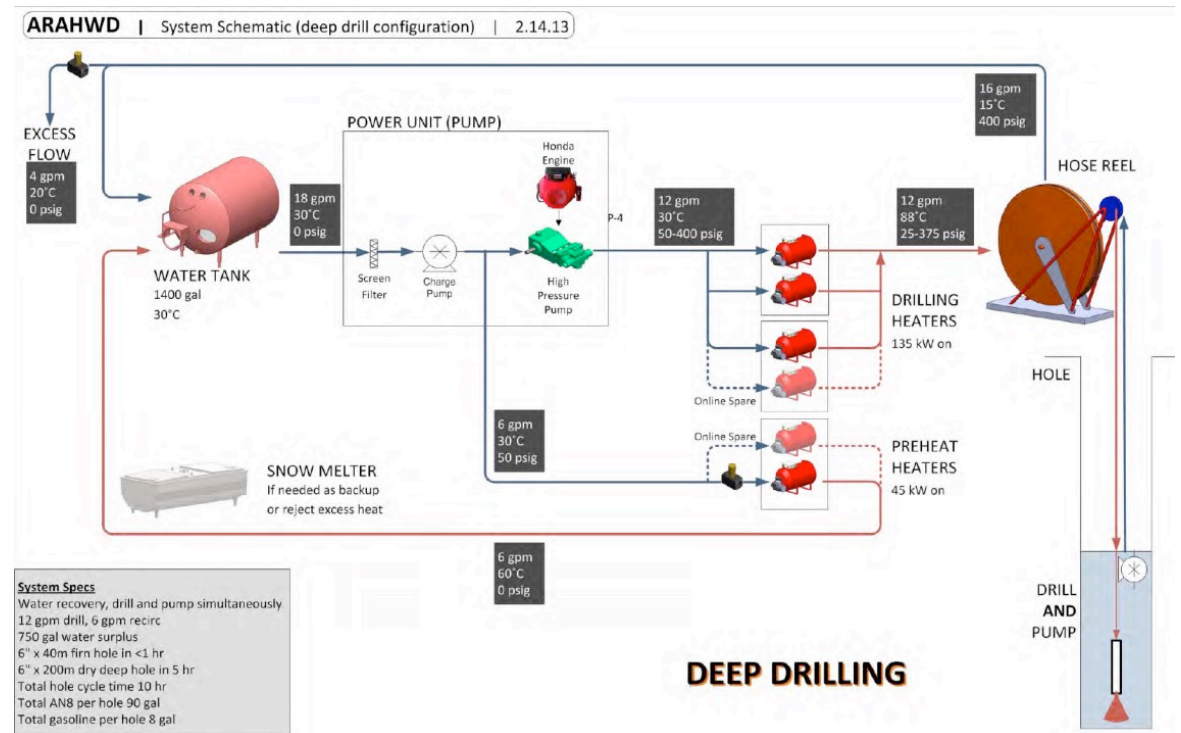 ARAHWD | System Schematic (deep drill configuration) | 2.14.13
EXCESS
FLOW
4 gpm
20˚C
0 psig
16 gpm
15˚C
400 psig
HOSE REEL
POWER UNIT (PUMP)
Honda
Engine
P-4
18 gpm
30˚C
0 psig
12 gpm
30˚C
50-400 psig
12 gpm
88˚C
25-375 psig
WATER TANK
1400 gal
30˚C
Screen
Filter
Charge
Pump
High
Pressure
Pump
DRILLING
HEATERS
135 kW on
Online Spare
HOLE
6 gpm
30˚C
50 psig
Online Spare
PREHEAT
HEATERS
45 kW on
SNOW MELTER
If needed as backup
or reject excess heat
6 gpm
60˚C
0 psig
DRILL
AND
PUMP
System Specs
Water recovery, drill and pump simultaneously
12 gpm drill, 6 gpm recirc
750 gal water surplus
6" x 40m firn hole in <1 hr
6" x 200m dry deep hole in 5 hr
Total hole cycle time 10 hr
Total AN8 per hole 90 gal
Total gasoline per hole 8 gal
DEEP DRILLING